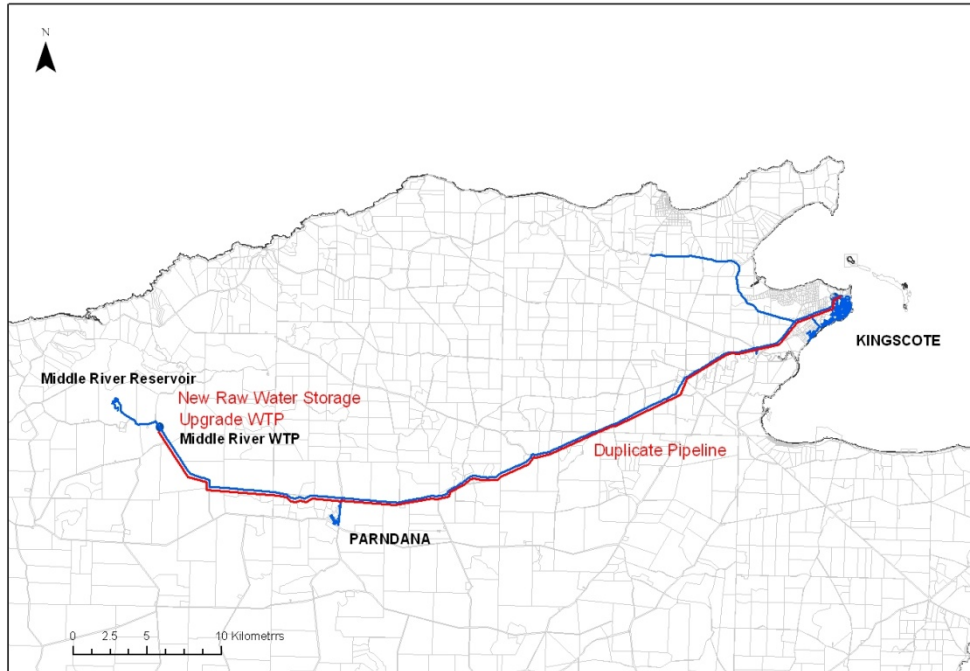 N
KINGSCOTE
Middle River Reservoir
New Raw Water Storage
Upgrade WTP
Middle River WTP
Duplicate Pipeline
PARNDANA
0 2.5 5 10 Kilometrrs